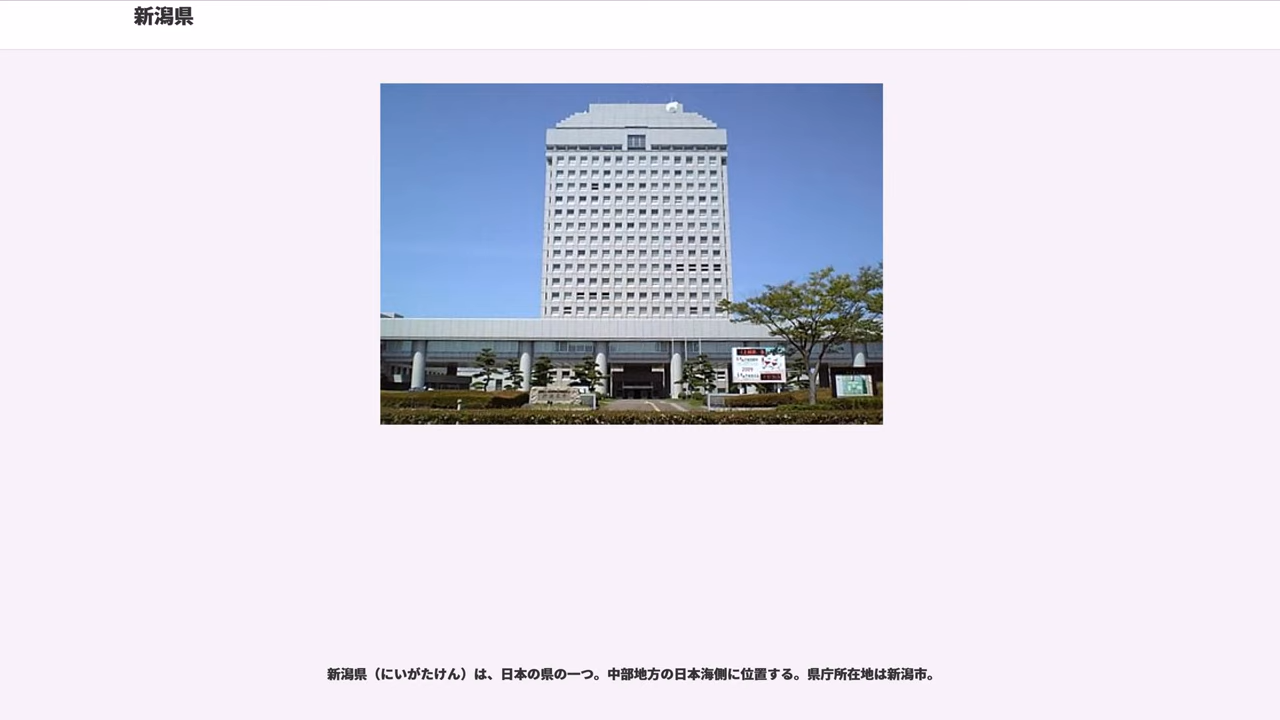 新潟県
2009
新潟県（にいがたけん）は、日本の県の一つ。中部地方の日本海側に位置する。県庁所在地は新潟市。